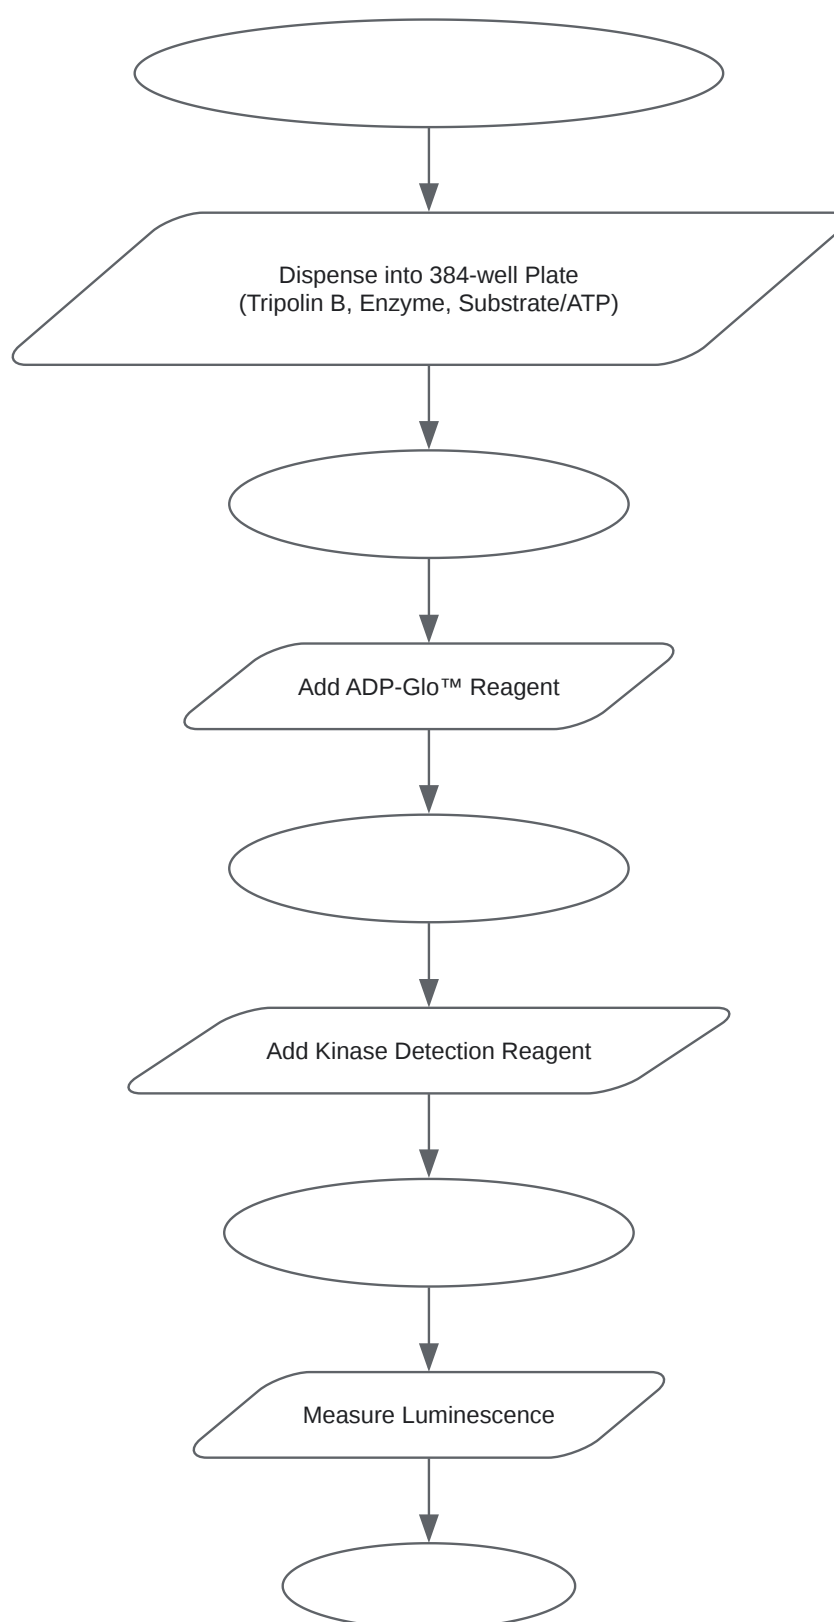 Dispense into 384-well Plate
(Tripolin B, Enzyme, Substrate/ATP)
Add ADP-Glo™ Reagent
Add Kinase Detection Reagent
Measure Luminescence